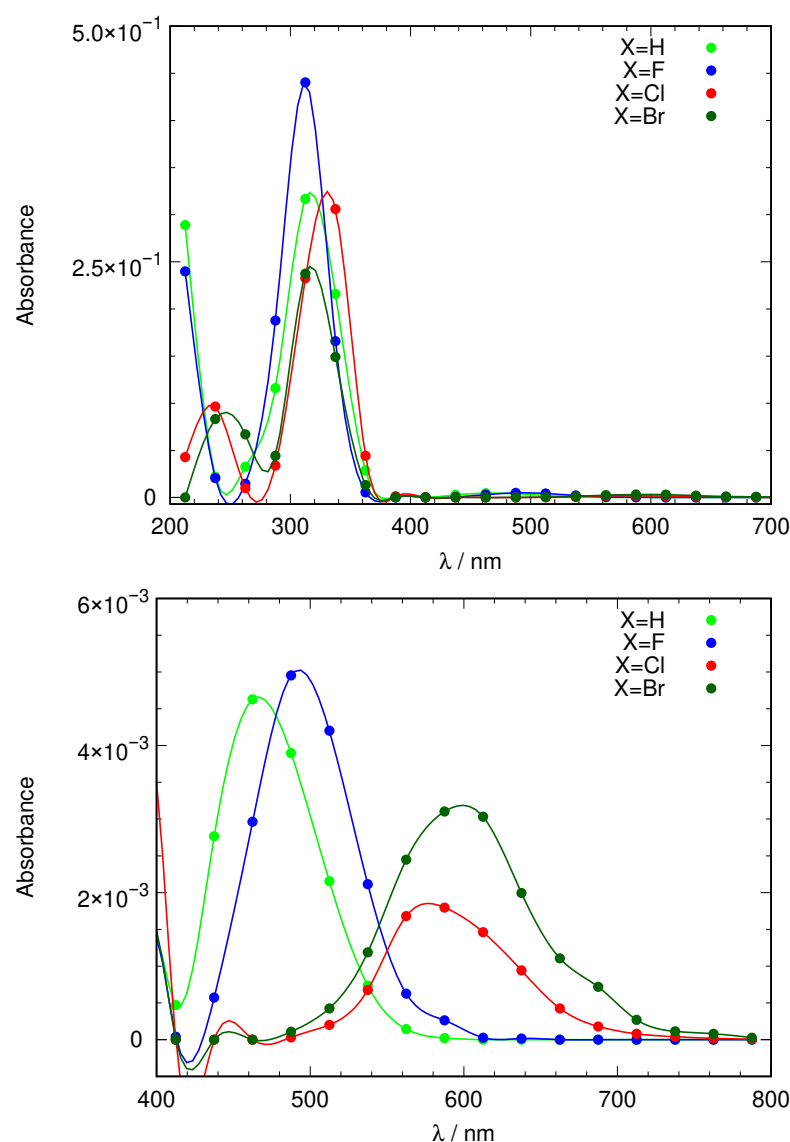 5.0×10⁻¹
X=H
X=F
X=Cl
X=Br
Absorbance
2.5×10⁻¹
0
200 300 400 500 600 700
λ / nm
6×10⁻³
X=H
X=F
X=Cl
X=Br
4×10⁻³
Absorbance
2×10⁻³
0
400 500 600 700 800
λ / nm